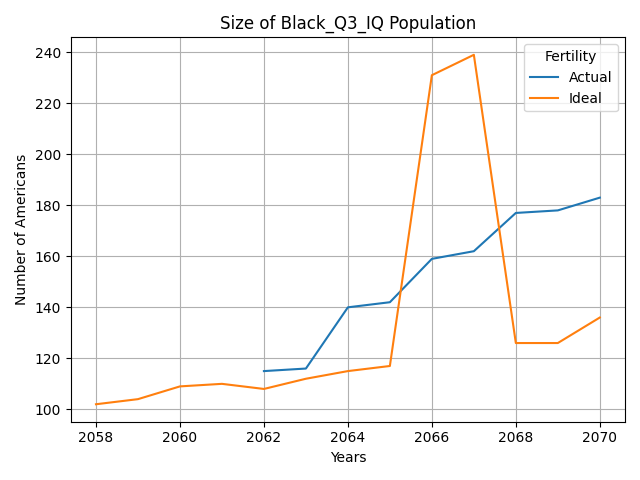 Size of Black_Q3_IQ Population
Number of Americans
240
220
200
180
160
140
120
100
Fertility
Actual
Ideal
2058 2060 2062 2064 2066 2068 2070
Years